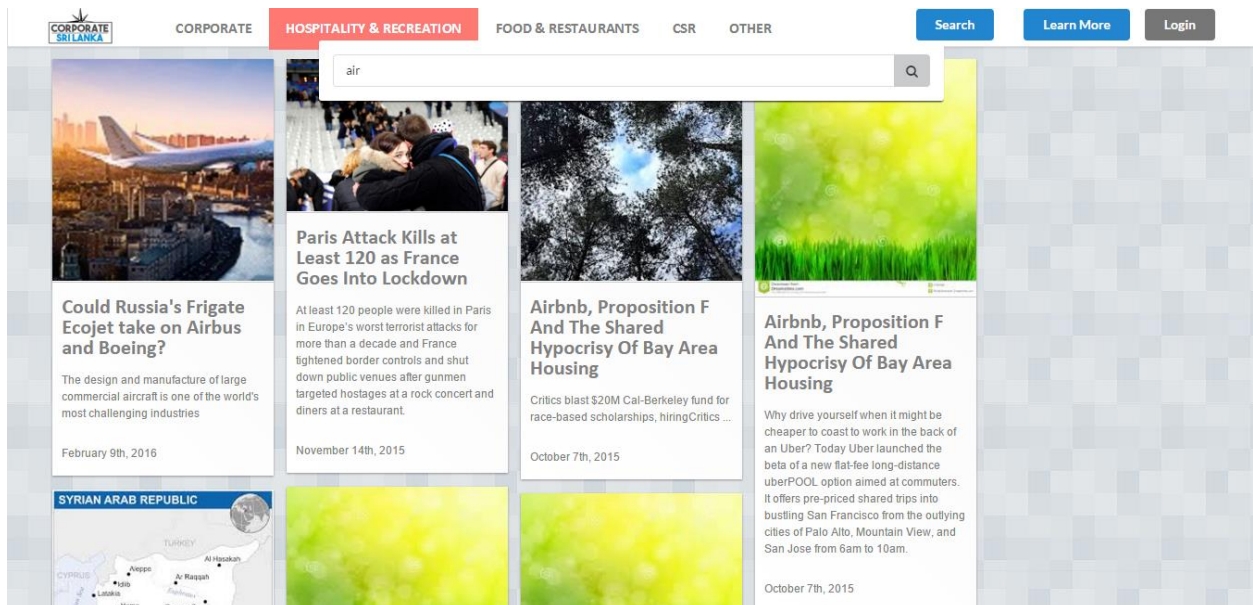 CORPORATE
SRI LANKA
CORPORATE
HOSPITALITY & RECREATION
FOOD & RESTAURANTS
CSR
OTHER
Search
Learn More
Login
air
Could Russia's Frigate
Ecojet take on Airbus
and Boeing?
The design and manufacture of large
commercial aircraft is one of the world's
most challenging industries
February 9th, 2016
Paris Attack Kills at
Least 120 as France
Goes Into Lockdown
At least 120 people were killed in Paris
in Europe's worst terrorist attacks for
more than a decade and France
tightened border controls and shut
down public venues after gunmen
targeted hostages at a rock concert and
diners at a restaurant.
November 14th, 2015
Airbnb, Proposition F
And The Shared
Hypocrisy Of Bay Area
Housing
Critics blast $20M Cal-Berkeley fund for
race-based scholarships, hiringCritics ...
October 7th, 2015
Airbnb, Proposition F
And The Shared
Hypocrisy Of Bay Area
Housing
Why drive yourself when it might be
cheaper to coast to work in the back of
an Uber? Today Uber launched the
beta of a new flat-fee long-distance
uberPOOL option aimed at commuters.
It offers pre-priced shared trips into
bustling San Francisco from the outlying
cities of Palo Alto, Mountain View, and
San Jose from 6am to 10am.
October 7th, 2015
SYRIAN ARAB REPUBLIC
TURKEY
Al Hasakah
CYPRUS
Aleppo
Idlib
Ar Raqqah
Latakia